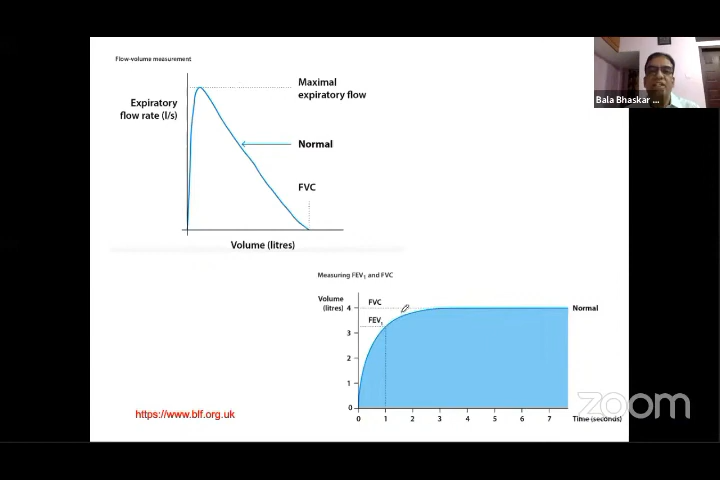 Flow-volume measurement
Maximal
expiratory flow
Expiratory
flow rate (l/s)
Normal
FVC
Volume (litres)
Bala Bhaskar ...
Measuring FEV₁ and FVC
Volume
(litres)
FVC
Normal
FEV₁
4
3
2
1
0
0 1 2 3 4 5 6 7
Time (seconds)
https://www.blf.org.uk
zoom